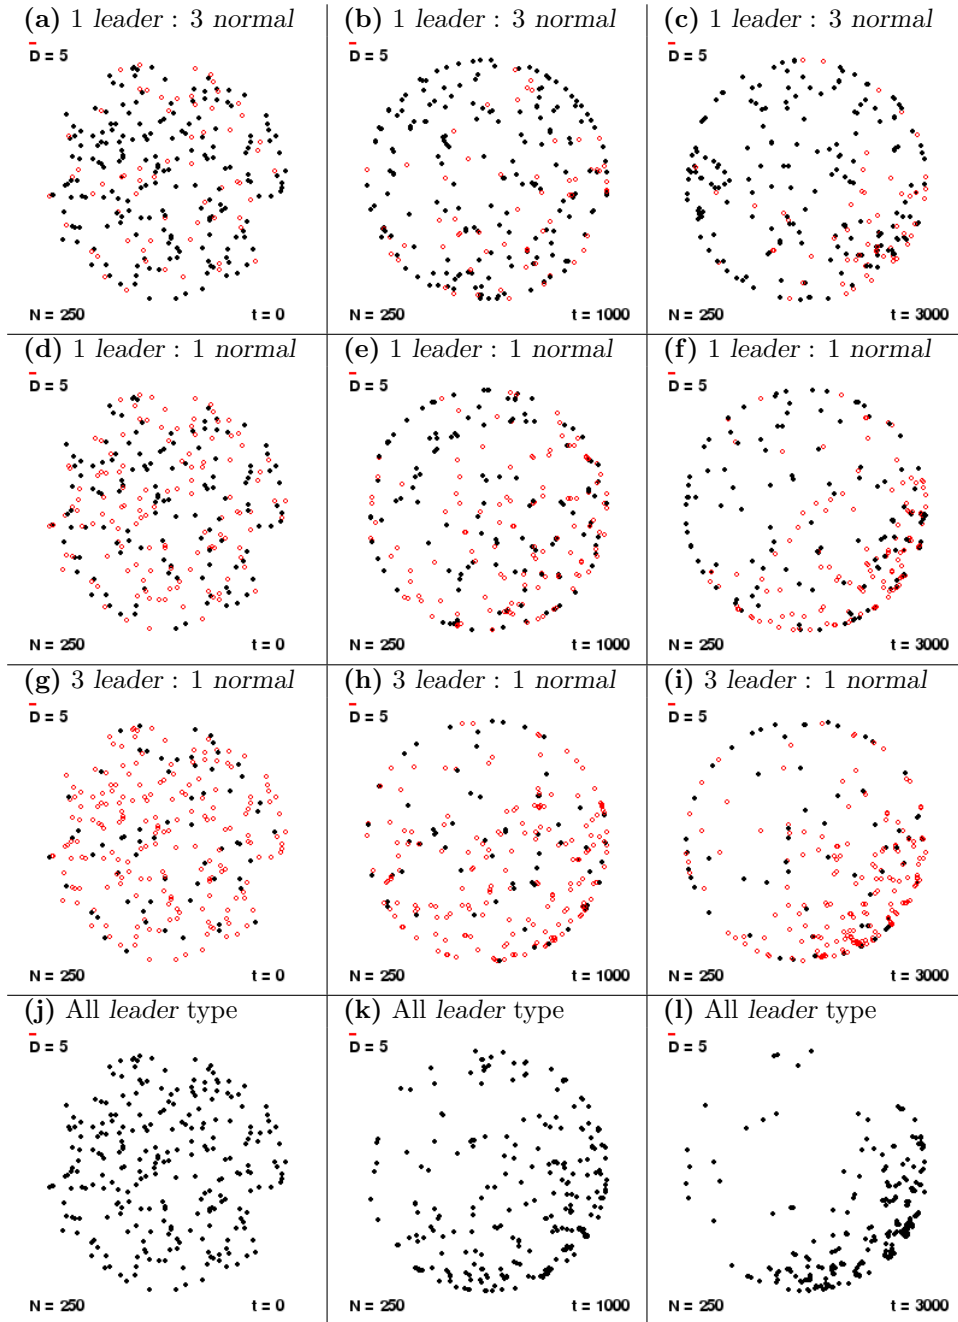 (a) 1 leader : 3 normal
D = 5
N = 250 t = 0
(b) 1 leader : 3 normal
D = 5
N = 250 t = 1000
(c) 1 leader : 3 normal
D = 5
N = 250 t = 3000
(d) 1 leader : 1 normal
D = 5
N = 250 t = 0
(e) 1 leader : 1 normal
D = 5
N = 250 t = 1000
(f) 1 leader : 1 normal
D = 5
N = 250 t = 3000
(g) 3 leader : 1 normal
D = 5
N = 250 t = 0
(h) 3 leader : 1 normal
D = 5
N = 250 t = 1000
(i) 3 leader : 1 normal
D = 5
N = 250 t = 3000
(j) All leader type
D = 5
N = 250 t = 0
(k) All leader type
D = 5
N = 250 t = 1000
(l) All leader type
D = 5
N = 250 t = 3000